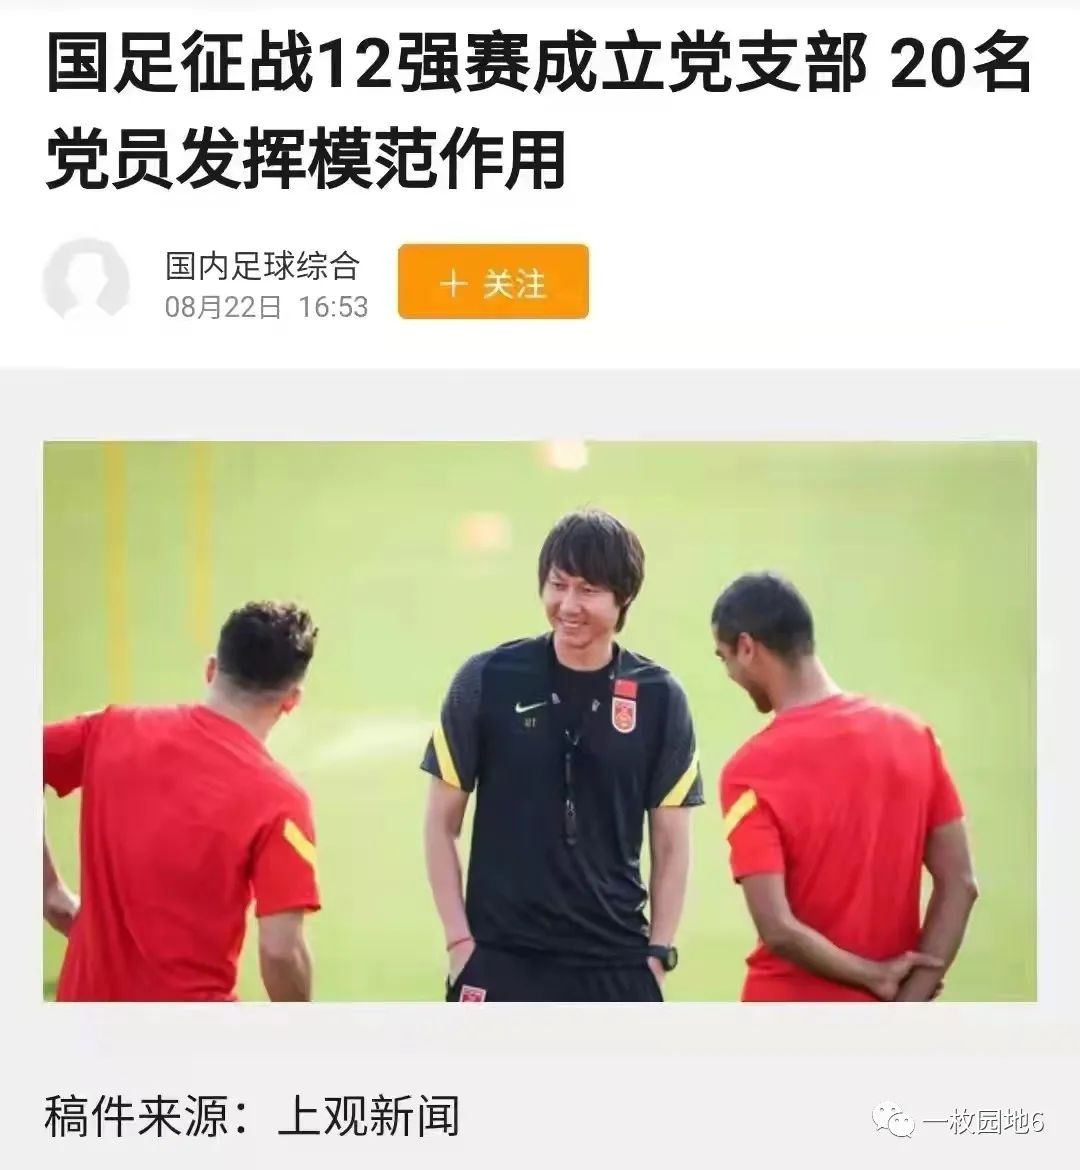 国足征战12强赛成立党支部 20名
党员发挥模范作用
国内足球综合
08月22日 16:53
＋ 关注
稿件来源：上观新闻
一枚园地6